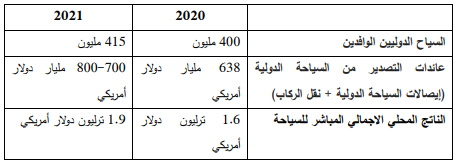 2020 2021
السياح الدوليين الوافدين 400 مليون 415 مليون
عائدات التصدير من السياحة الدولية 638 مليار دولار 700–800 مليار دولار
(إيصالات السياحة الدولية + نقل الركاب) أمريكي أمريكي
الناتج المحلي الاجمالي المباشر للسياحة 1.6 ترليون دولار 1.9 ترليون دولار أمريكي
أمريكي